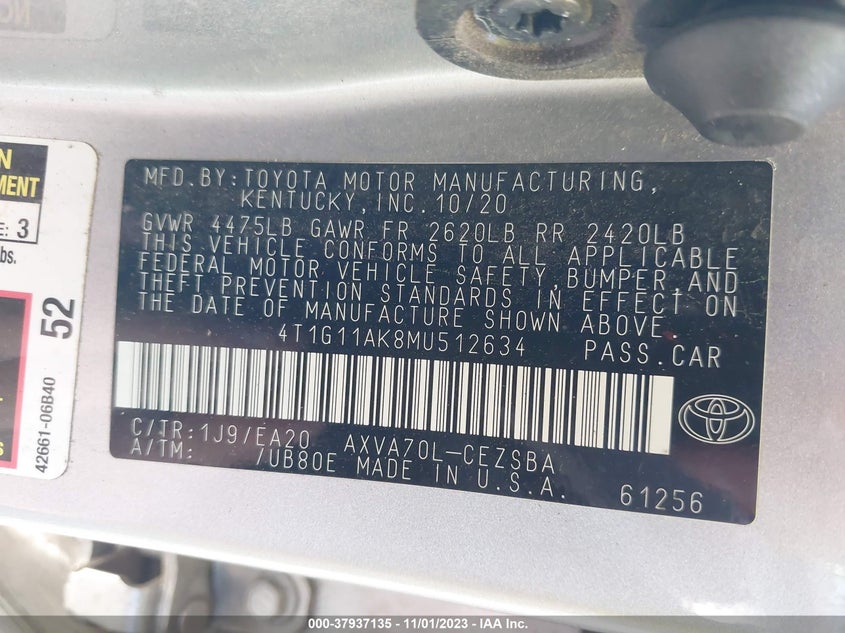 MFD.BY:TOYOTA MOTOR MANUFACTURING,
KENTUCKY,INC.10/20
GVWR 4475LB GAWR FR 2620LB RR 2420LB
THIS VEHICLE CONFORMS TO ALL APPLICABLE
FEDERAL MOTOR VEHICLE SAFETY,BUMPER,AND
THEFT PREVENTION STANDARDS IN EFFECT ON
THE DATE OF MANUFACTURE SHOWN ABOVE.
4T1G11AK8MU512634 PASS.CAR
C/TR:1J9/EA20 AXVA70L-CEZSBA
A/TM: /UB80E MADE IN U.S.A.
61256
3
bs.
52
42661-06B40
000-37937135 - 11/01/2023 - IAA Inc.